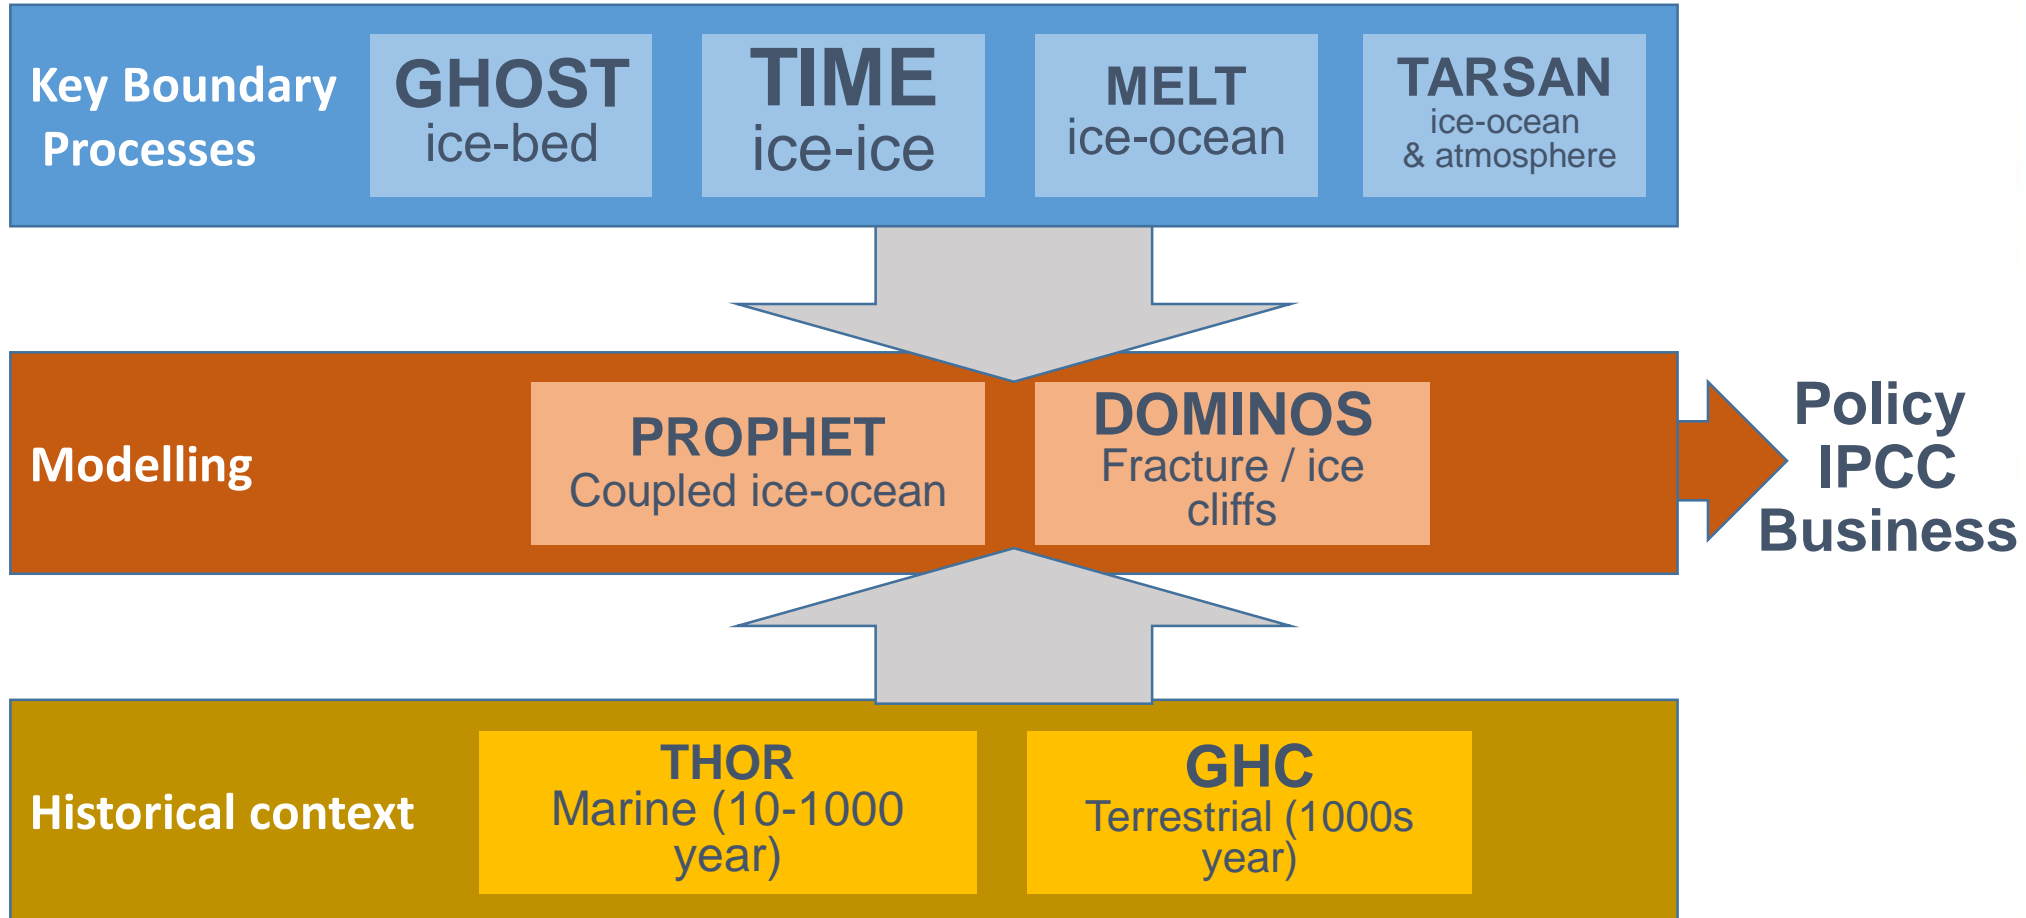 Key Boundary
Processes
GHOST
ice-bed
TIME
ice-ice
MELT
ice-ocean
TARSAN
ice-ocean
& atmosphere
Modelling
PROPHET
Coupled ice-ocean
DOMINOS
Fracture / ice
cliffs
Policy
IPCC
Business
Historical context
THOR
Marine (10-1000
year)
GHC
Terrestrial (1000s
year)